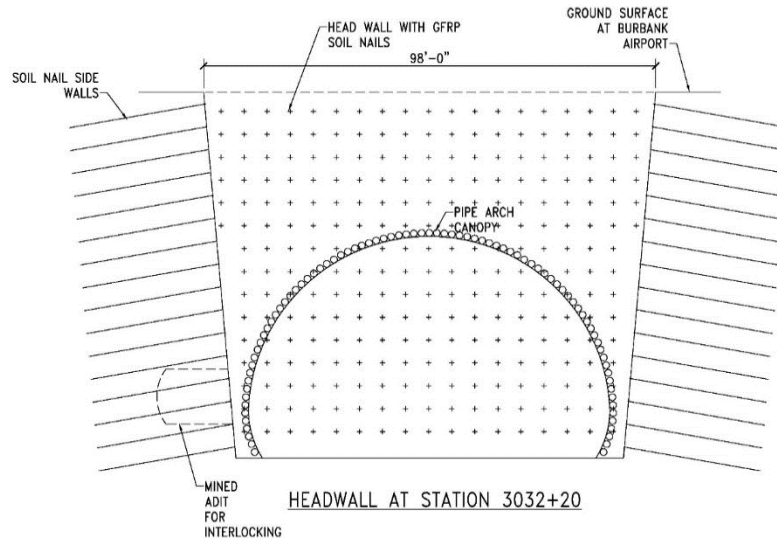 HEAD WALL WITH GFRP
SOIL NAILS
GROUND SURFACE
AT BURBANK
AIRPORT
98'-0"
SOIL NAIL SIDE
WALLS
PIPE ARCH
CANOPY
MINED
ADIT
FOR
INTERLOCKING
HEADWALL AT STATION 3032+20